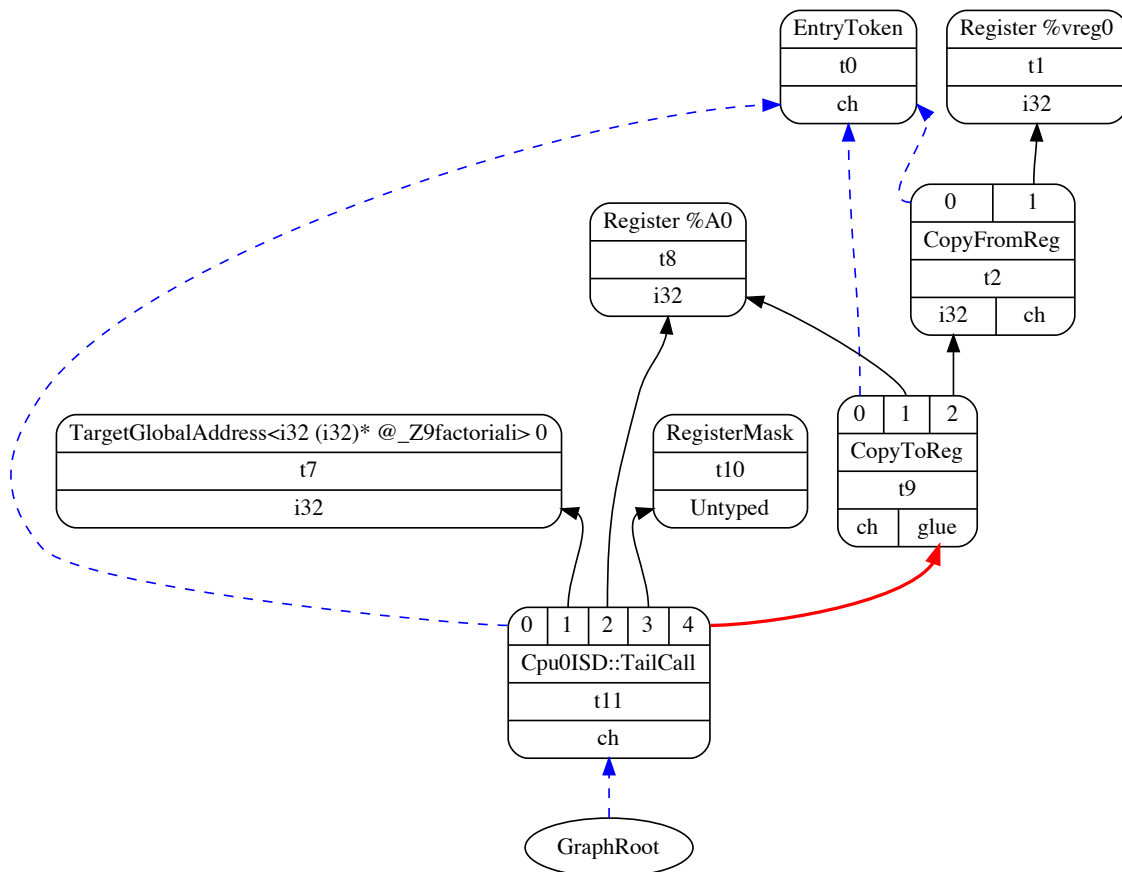 EntryToken
t0
ch
Register %vreg0
t1
i32
0 1
CopyFromReg
t2
i32 ch
Register %A0
t8
i32
TargetGlobalAddress<i32 (i32)* @_Z9factoriali> 0
t7
i32
RegisterMask
t10
Untyped
0 1 2
CopyToReg
t9
ch glue
0 1 2 3 4
Cpu0ISD::TailCall
t11
ch
GraphRoot